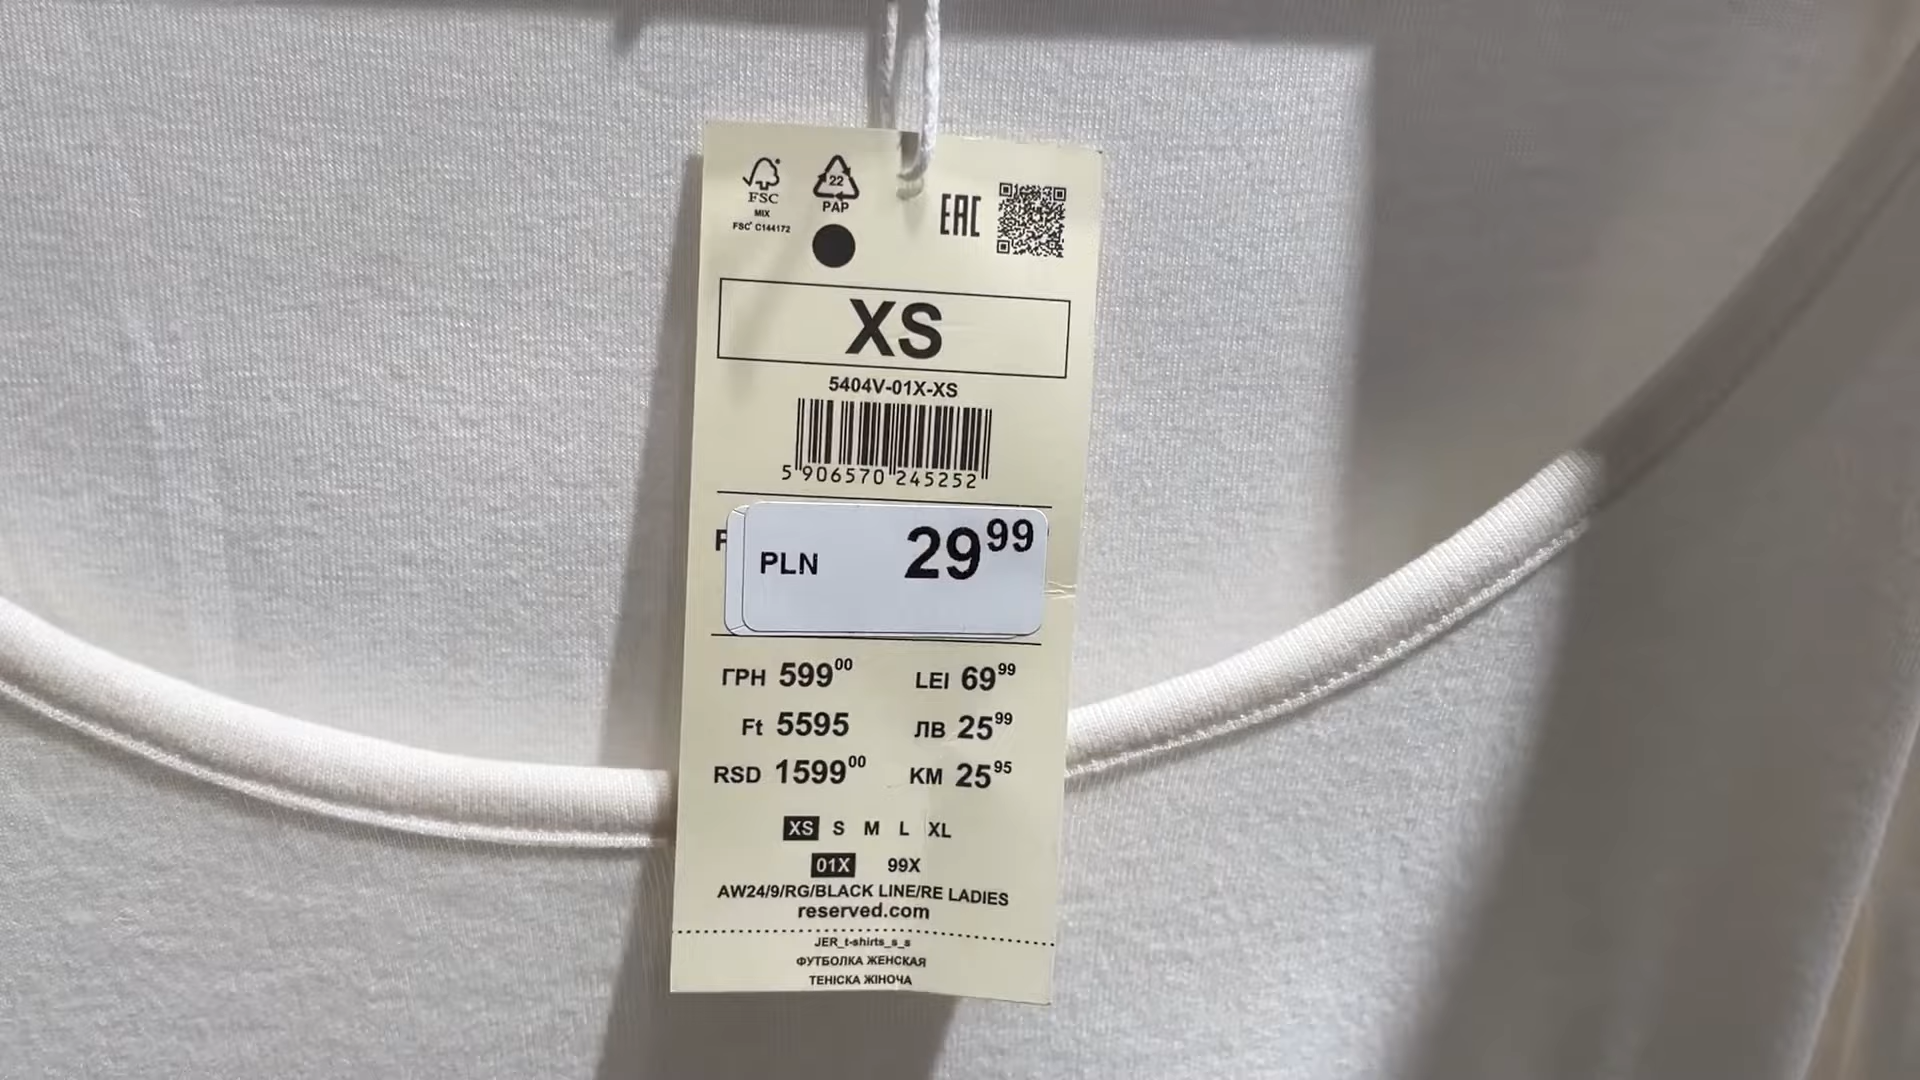 FSC
MIX
FSC® C144172
22
PAP
EAC
XS
5404V-01X-XS
5 906570 245252
PLN 29 99
ГРН 599 00 LEI 69 99
Ft 5595 ЛВ 25 99
RSD 1599 00 KM 25 95
XS S M L XL
01X 99X
AW24/9/RG/BLACK LINE/RE LADIES
reserved.com
JER_t-shirts_s_s
ФУТБОЛКА ЖЕНСКАЯ
ТЕНІСКА ЖІНОЧА